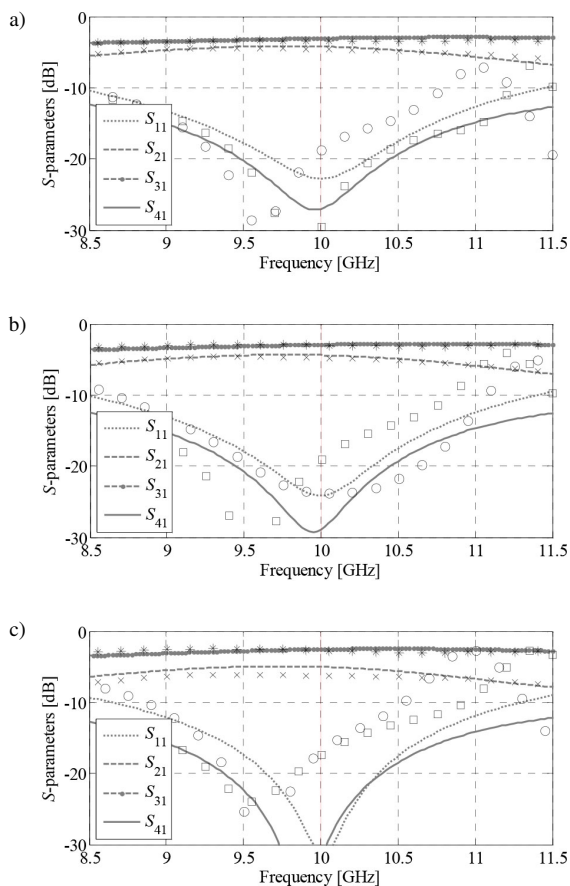 a)
0
-10
-20
-30
S-parameters [dB]
S11
S21
S31
S41
8.5 9 9.5 10 10.5 11 11.5
Frequency [GHz]
b)
0
-10
-20
-30
S-parameters [dB]
S11
S21
S31
S41
8.5 9 9.5 10 10.5 11 11.5
Frequency [GHz]
c)
0
-10
-20
-30
S-parameters [dB]
S11
S21
S31
S41
8.5 9 9.5 10 10.5 11 11.5
Frequency [GHz]